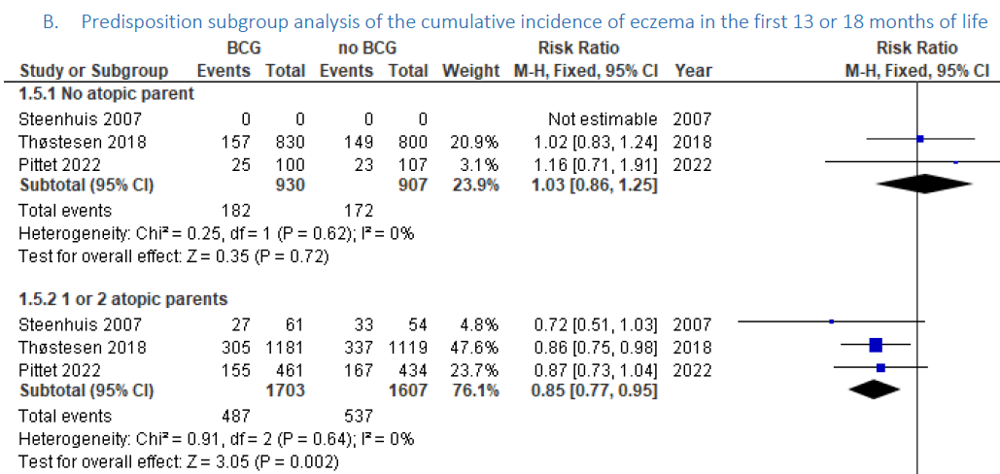 B. Predisposition subgroup analysis of the cumulative incidence of eczema in the first 13 or 18 months of life
BCG no BCG Risk Ratio Risk Ratio
Study or Subgroup Events Total Events Total Weight M-H, Fixed, 95% CI Year M-H, Fixed, 95% CI
1.5.1 No atopic parent
Steenhuis 2007 0 0 0 0 Not estimable 2007
Thøstesen 2018 157 830 149 800 20.9% 1.02 [0.83, 1.24] 2018
Pittet 2022 25 100 23 107 3.1% 1.16 [0.71, 1.91] 2022
Subtotal (95% CI) 930 907 23.9% 1.03 [0.86, 1.25]
Total events 182 172
Heterogeneity: Chi² = 0.25, df = 1 (P = 0.62); I² = 0%
Test for overall effect: Z = 0.35 (P = 0.72)
1.5.2 1 or 2 atopic parents
Steenhuis 2007 27 61 33 54 4.8% 0.72 [0.51, 1.03] 2007
Thøstesen 2018 305 1181 337 1119 47.6% 0.86 [0.75, 0.98] 2018
Pittet 2022 155 461 167 434 23.7% 0.87 [0.73, 1.04] 2022
Subtotal (95% CI) 1703 1607 76.1% 0.85 [0.77, 0.95]
Total events 487 537
Heterogeneity: Chi² = 0.91, df = 2 (P = 0.64); I² = 0%
Test for overall effect: Z = 3.05 (P = 0.002)